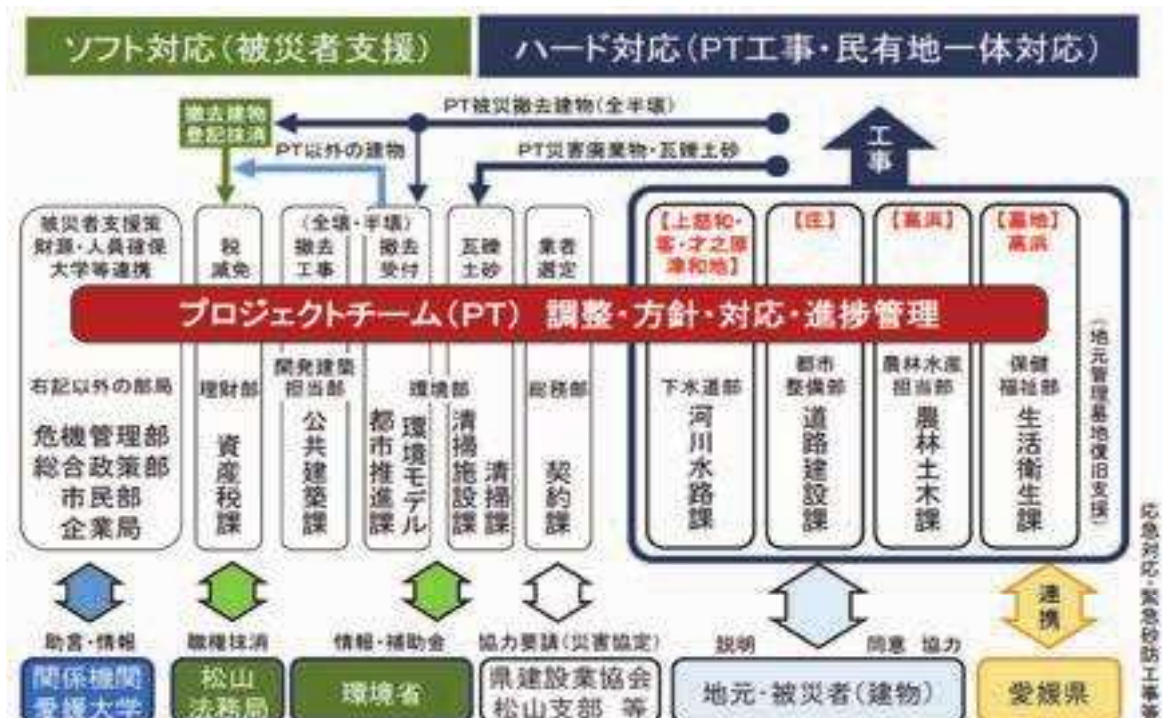 ソフト対応(被災者支援)
ハード対応(PT工事・民有地一体対応)
撤去建物
登記抹消
PT被災撤去建物(全半壊)
PT以外の建物
PT災害廃棄物・瓦礫土砂
工事
被災者支援策
財源・人員確保
大学等連携
税
減免
(全壊・半壊)
撤去
工事
撤去
受付
瓦礫
土砂
業者
選定
【庄】
【高浜】
【墓地】
高浜
プロジェクトチーム(PT) 調整・方針・対応・進捗管理
右記以外の部局
危機管理部
総合政策部
市民部
企業局
理財部
資産税課
開発建築
担当部
公共建築課
環境部
環境モデル
都市推進課
清掃施設課
清掃課
総務部
契約課
下水道部
河川水路課
都市
整備部
道路建設課
農林水産
担当部
農林土木課
保健
福祉部
生活衛生課
(地元管理墓地復旧支援)
応急対応・緊急砂防工事等
助言・情報
職権抹消
情報・補助金
協力要請(災害協定)
説明
同意 協力
連携
関係機関
愛媛大学
松山
法務局
環境省
県建設業協会
松山支部 等
地元・被災者(建物)
愛媛県